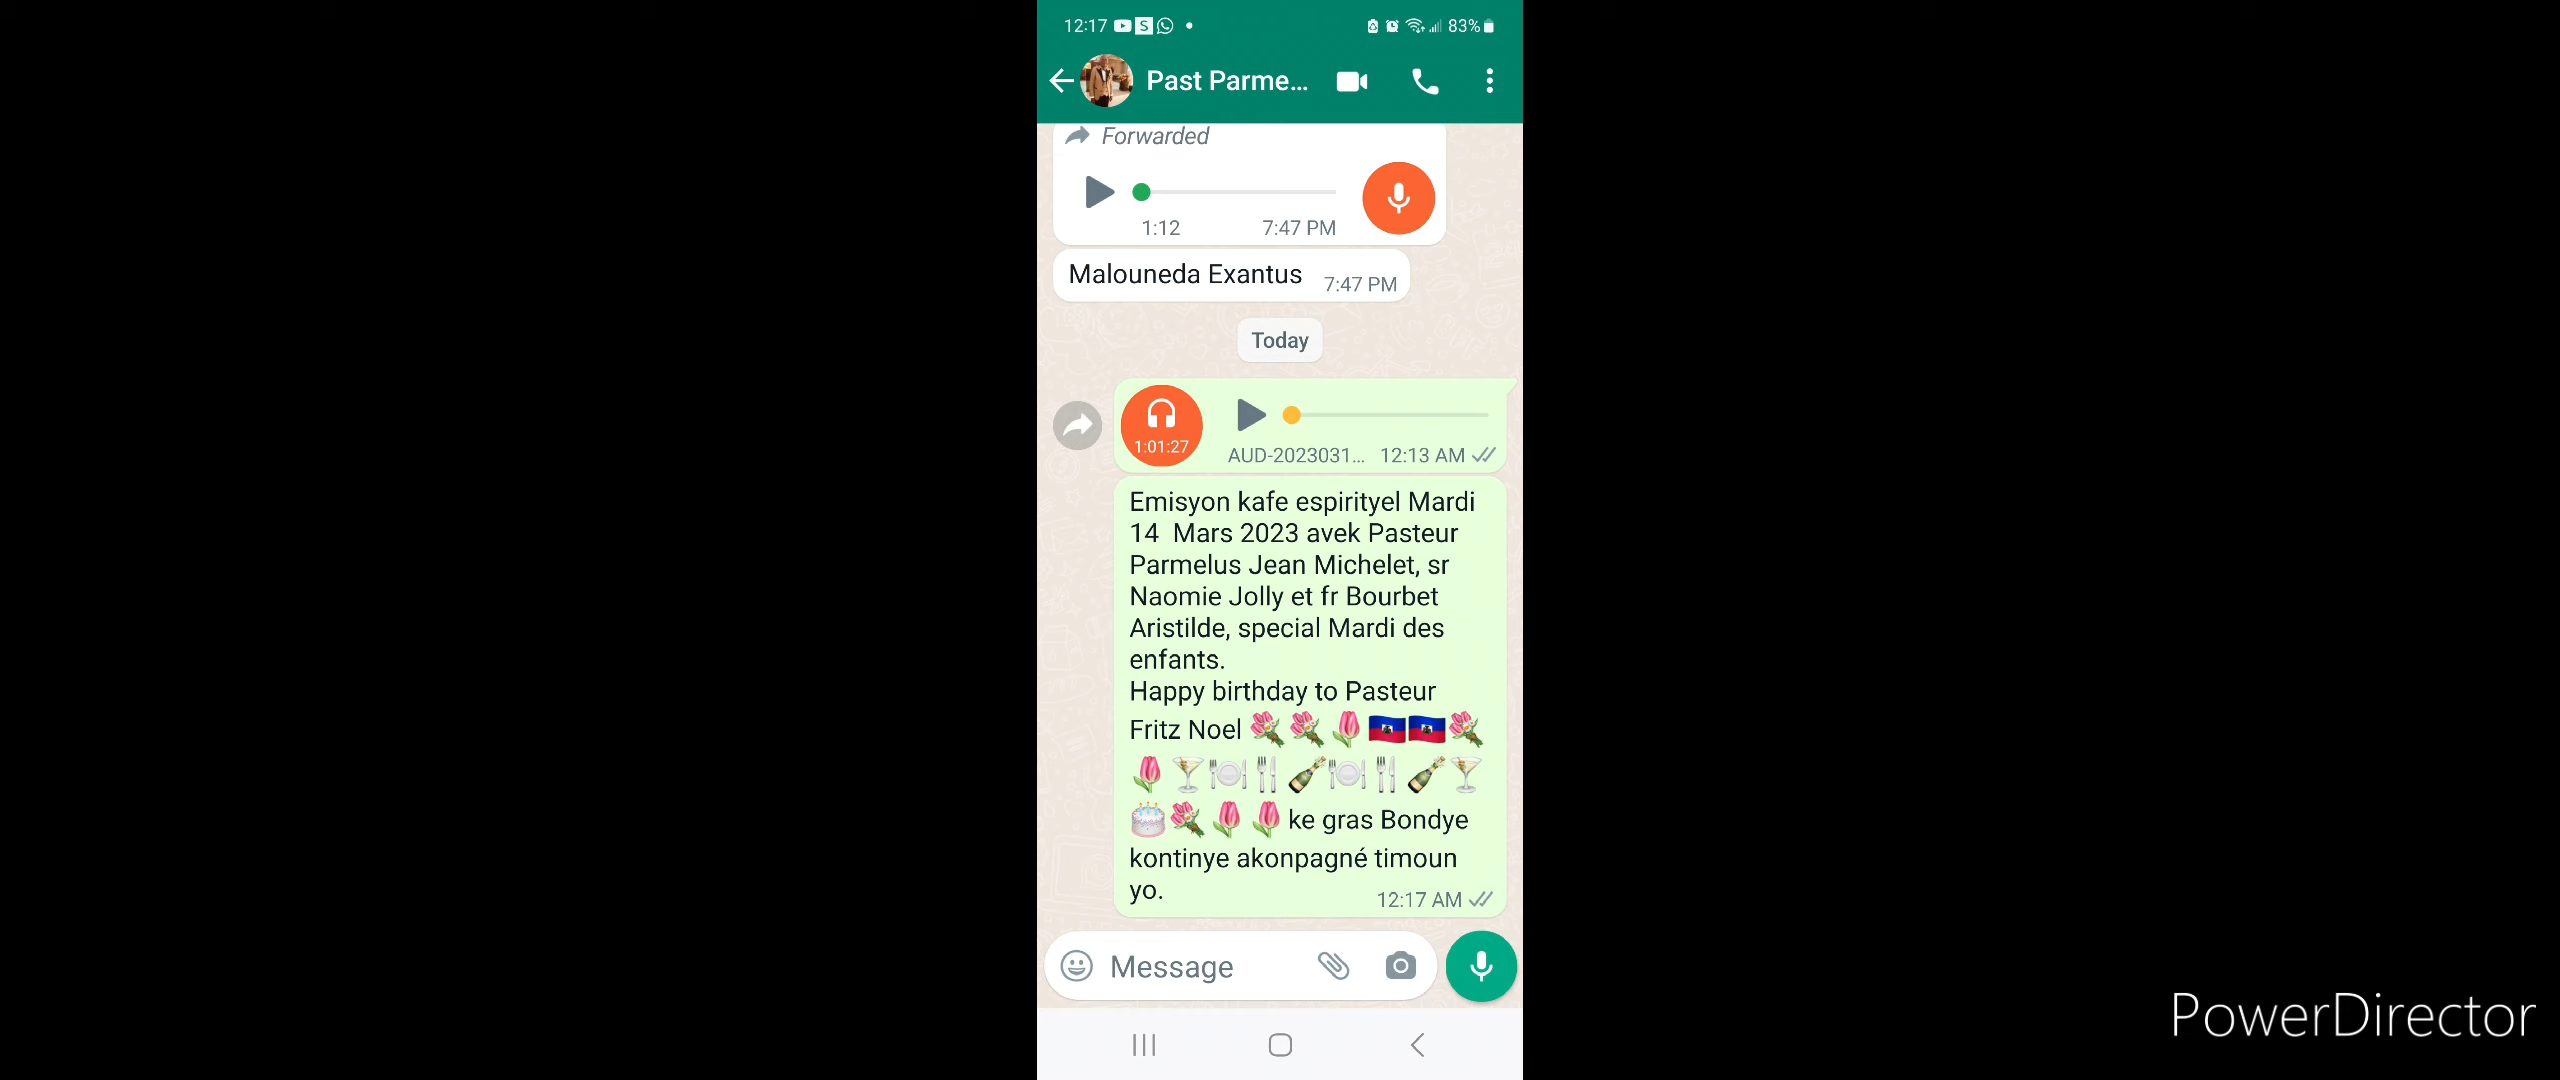 12:17 S 83%
Past Parme...
Forwarded
1:12 7:47 PM
Malouneda Exantus 7:47 PM
Today
1:01:27
AUD-2023031... 12:13 AM
Emisyon kafe espirityel Mardi
14 Mars 2023 avek Pasteur
Parmelus Jean Michelet, sr
Naomie Jolly et fr Bourbet
Aristilde, special Mardi des
enfants.
Happy birthday to Pasteur
Fritz Noel 💐💐🌷🇭🇹🇭🇹💐
🌷🍸🍽️🍴🍾🍽️🍴🍾🍸
🎂💐🌷🌷 ke gras Bondye
kontinye akonpagné timoun
yo. 12:17 AM
Message
PowerDirector